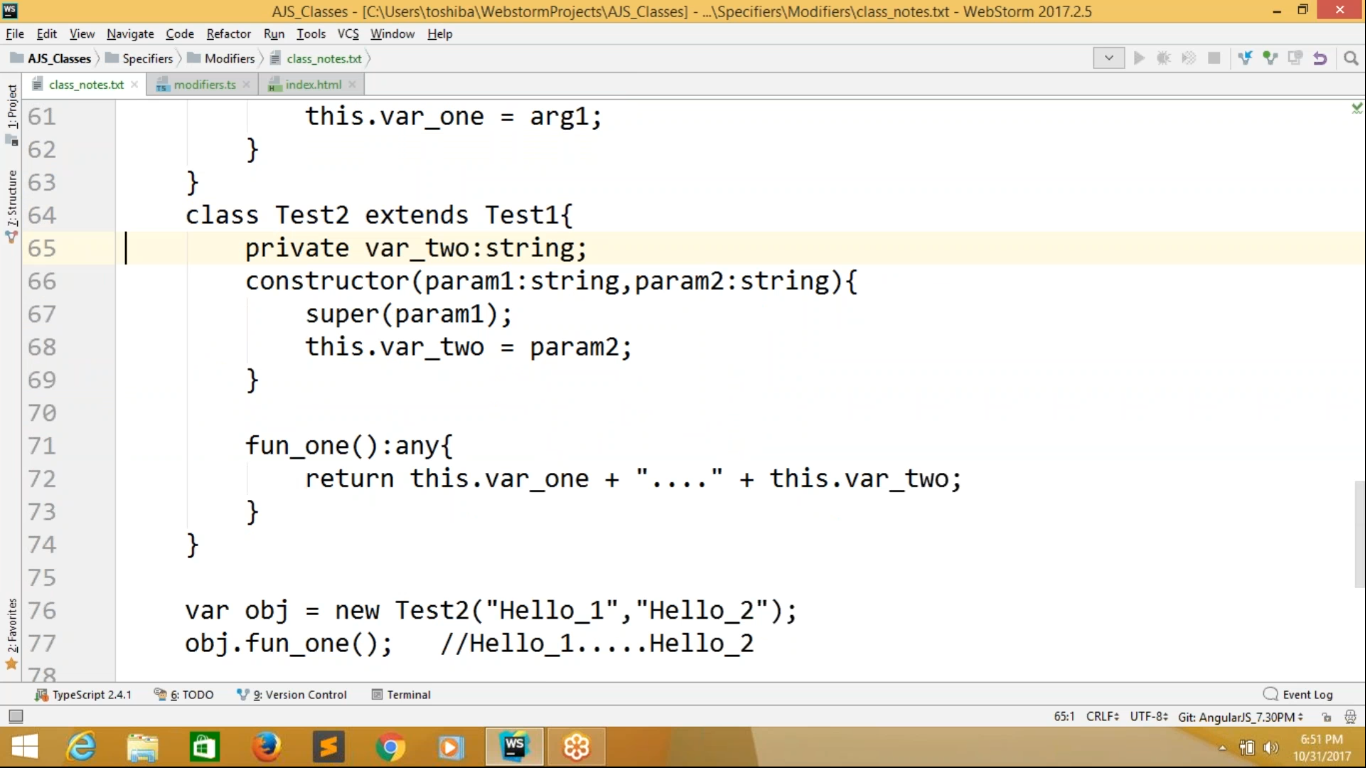 WS
AJS_Classes - [C:\Users\toshiba\WebstormProjects\AJS_Classes] - ...\Specifiers\Modifiers\class_notes.txt - WebStorm 2017.2.5
File Edit View Navigate Code Refactor Run Tools VCS Window Help
AJS_Classes Specifiers Modifiers class_notes.txt
class_notes.txt modifiers.ts index.html
1: Project
Z: Structure
2: Favorites
61 this.var_one = arg1;
62 }
63 }
64 class Test2 extends Test1{
65 private var_two:string;
66 constructor(param1:string,param2:string){
67 super(param1);
68 this.var_two = param2;
69 }
70
71 fun_one():any{
72 return this.var_one + "...." + this.var_two;
73 }
74 }
75
76 var obj = new Test2("Hello_1","Hello_2");
77 obj.fun_one(); //Hello_1.....Hello_2
78
TypeScript 2.4.1 6: TODO 9: Version Control Terminal Event Log
65:1 CRLF UTF-8 Git: AngularJS_7.30PM
WS
6:51 PM
10/31/2017